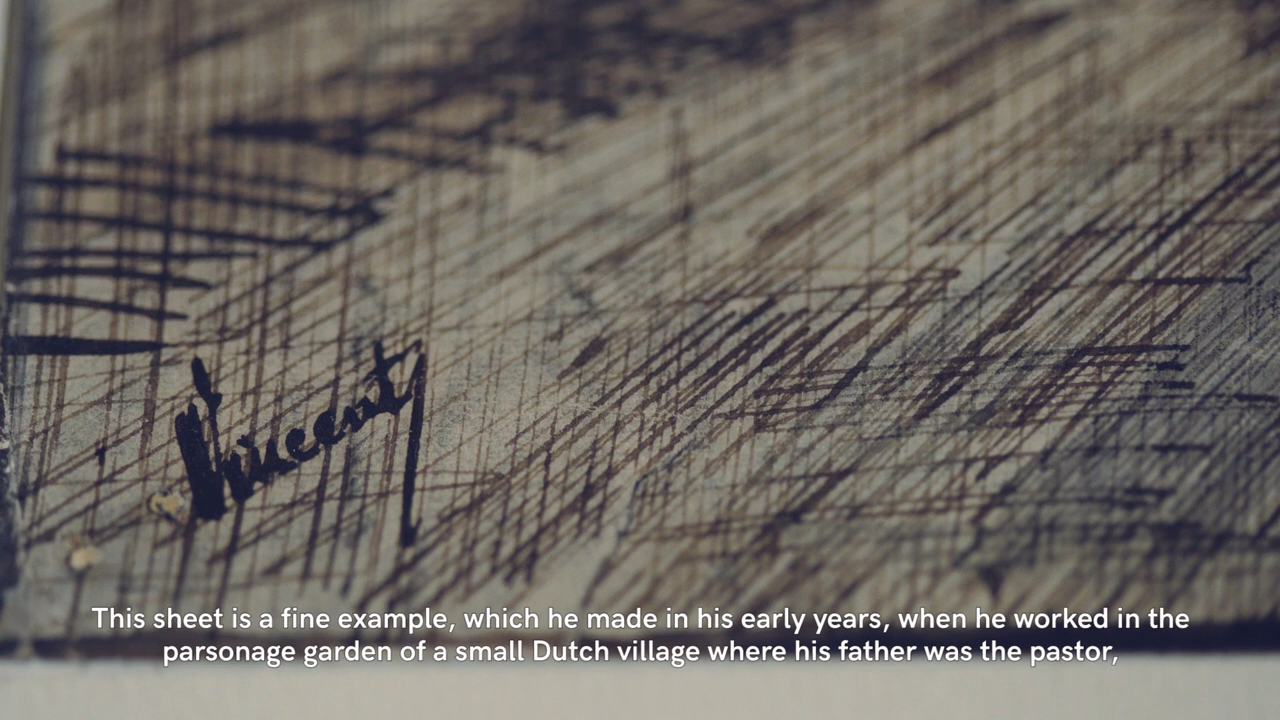 Vincent
This sheet is a fine example, which he made in his early years, when he worked in the
parsonage garden of a small Dutch village where his father was the pastor,